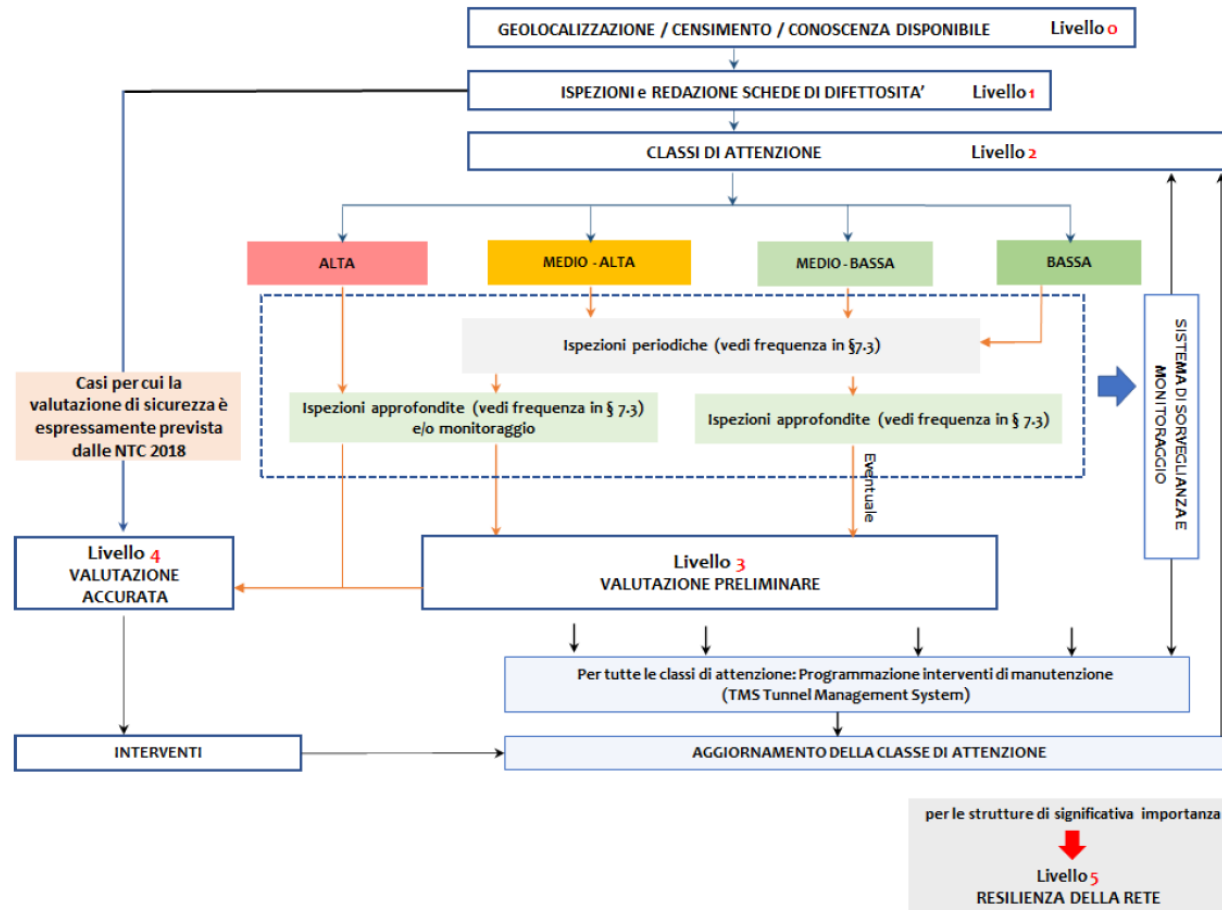 GEOLOCALIZZAZIONE / CENSIMENTO / CONOSCENZA DISPONIBILE Livello 0
ISPEZIONI e REDAZIONE SCHEDE DI DIFETTOSITA' Livello 1
CLASSI DI ATTENZIONE Livello 2
ALTA
MEDIO - ALTA
MEDIO - BASSA
BASSA
Ispezioni periodiche (vedi frequenza in §7.3)
Casi per cui la
valutazione di sicurezza è
espressamente prevista
dalle NTC 2018
Ispezioni approfondite (vedi frequenza in § 7.3)
e/o monitoraggio
Ispezioni approfondite (vedi frequenza in § 7.3)
Eventuale
SISTEMA DI SORVEGLIANZA E
MONITORAGGIO
Livello 4
VALUTAZIONE
ACCURATA
Livello 3
VALUTAZIONE PRELIMINARE
Per tutte le classi di attenzione: Programmazione interventi di manutenzione
(TMS Tunnel Management System)
INTERVENTI
AGGIORNAMENTO DELLA CLASSE DI ATTENZIONE
per le strutture di significativa importanza
Livello 5
RESILIENZA DELLA RETE